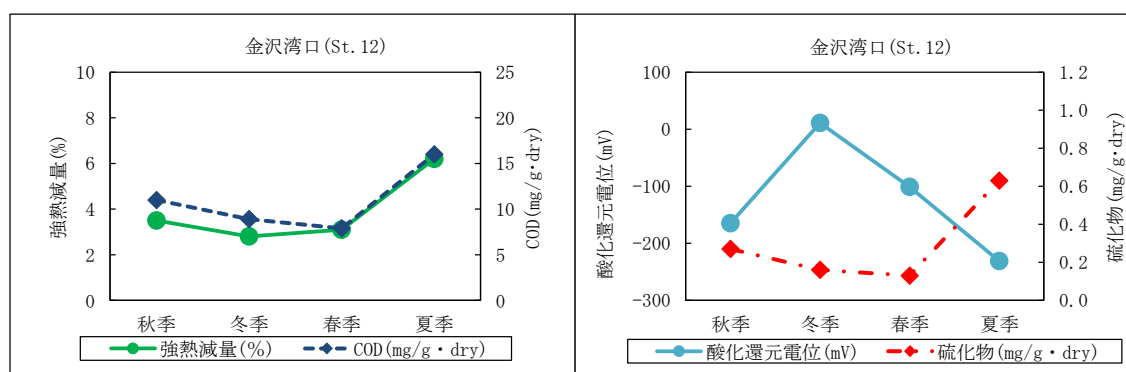 金沢湾口(St.12)
10
8
6
4
2
0
強熱減量(%)
25
20
15
10
5
0
COD(mg/g・dry)
秋季 冬季 春季 夏季
強熱減量(%) COD(mg/g・dry)
金沢湾口(St.12)
100
0
-100
-200
-300
酸化還元電位(mV)
1.2
1.0
0.8
0.6
0.4
0.2
0.0
硫化物(mg/g・dry)
秋季 冬季 春季 夏季
酸化還元電位(mV) 硫化物(mg/g・dry)